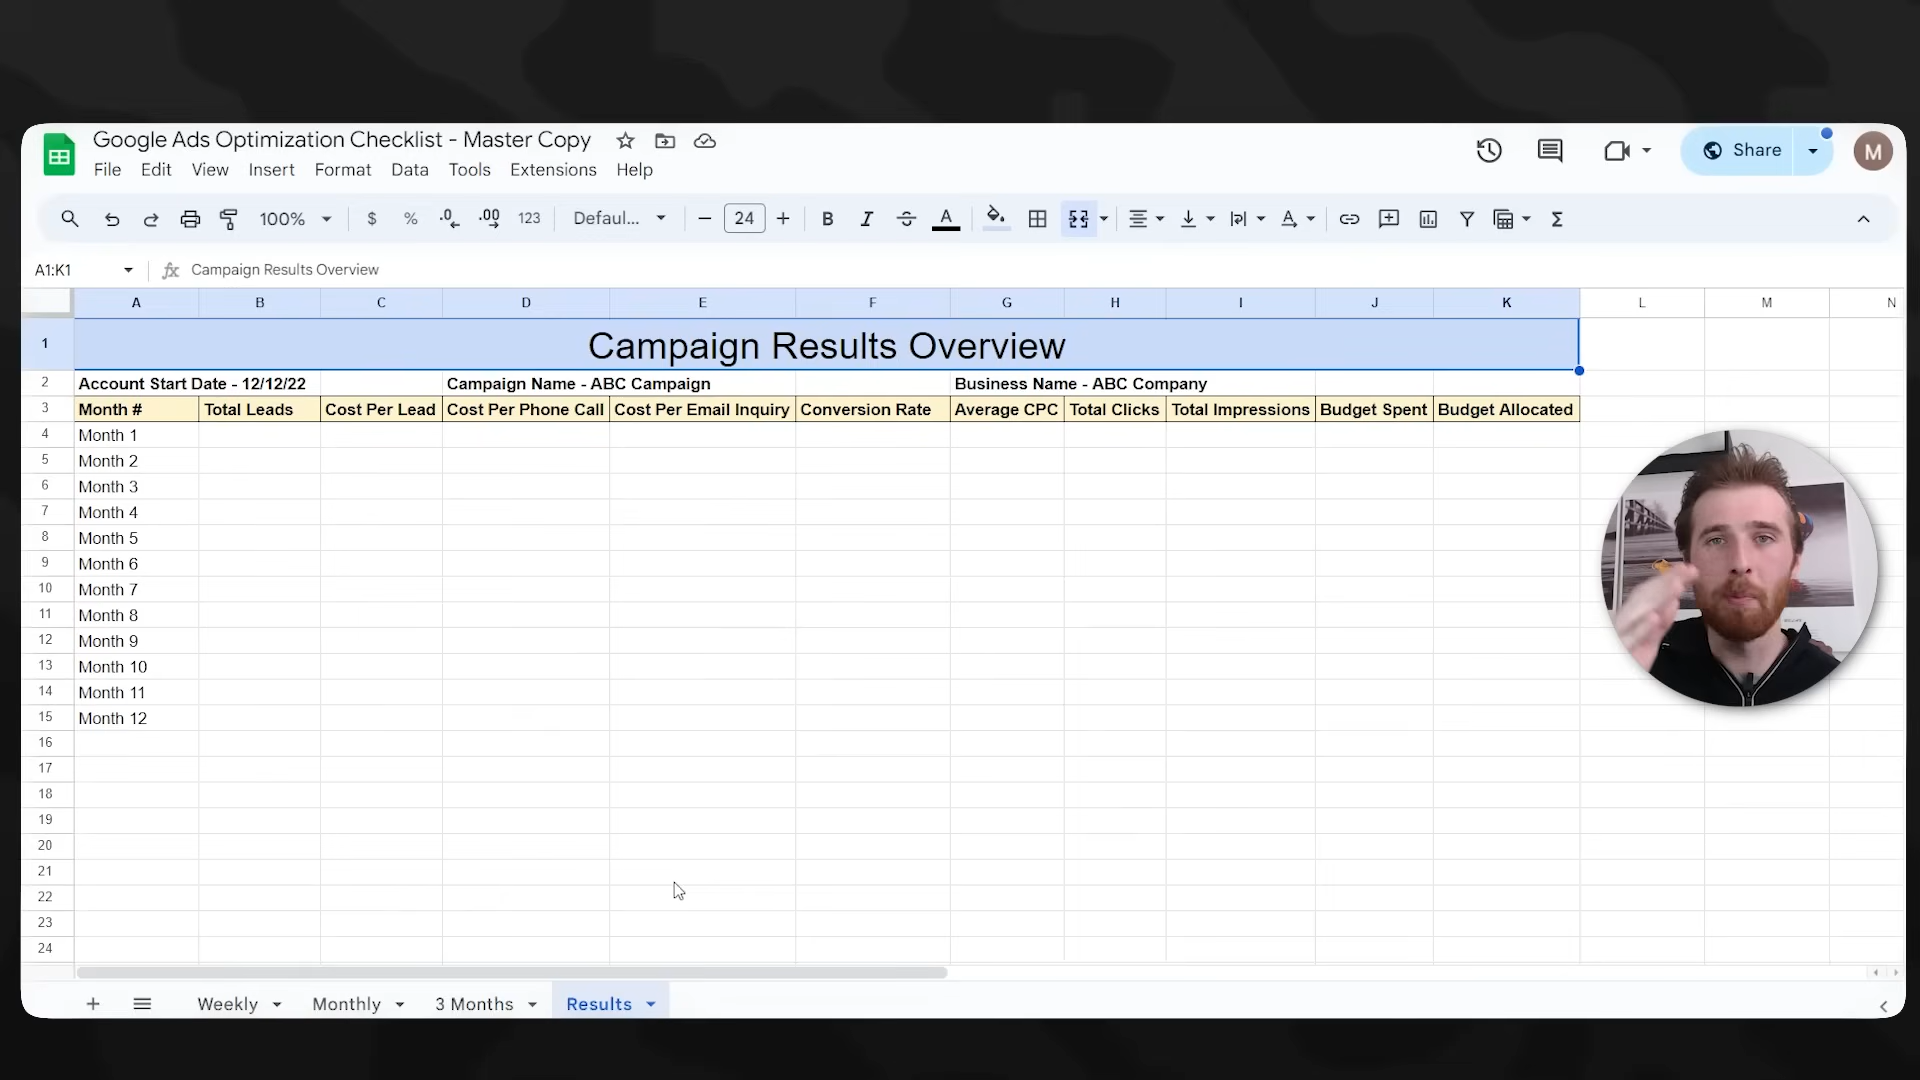 Google Ads Optimization Checklist - Master Copy
File Edit View Insert Format Data Tools Extensions Help
Share
M
100% $ % .0 .00 123 Defaul... 24 B I A
A1:K1 fx Campaign Results Overview
A B C D E F G H I J K L M N
1 Campaign Results Overview
2 Account Start Date - 12/12/22 Campaign Name - ABC Campaign Business Name - ABC Company
3 Month # Total Leads Cost Per Lead Cost Per Phone Call Cost Per Email Inquiry Conversion Rate Average CPC Total Clicks Total Impressions Budget Spent Budget Allocated
4 Month 1
5 Month 2
6 Month 3
7 Month 4
8 Month 5
9 Month 6
10 Month 7
11 Month 8
12 Month 9
13 Month 10
14 Month 11
15 Month 12
16
17
18
19
20
21
22
23
24
Weekly Monthly 3 Months Results